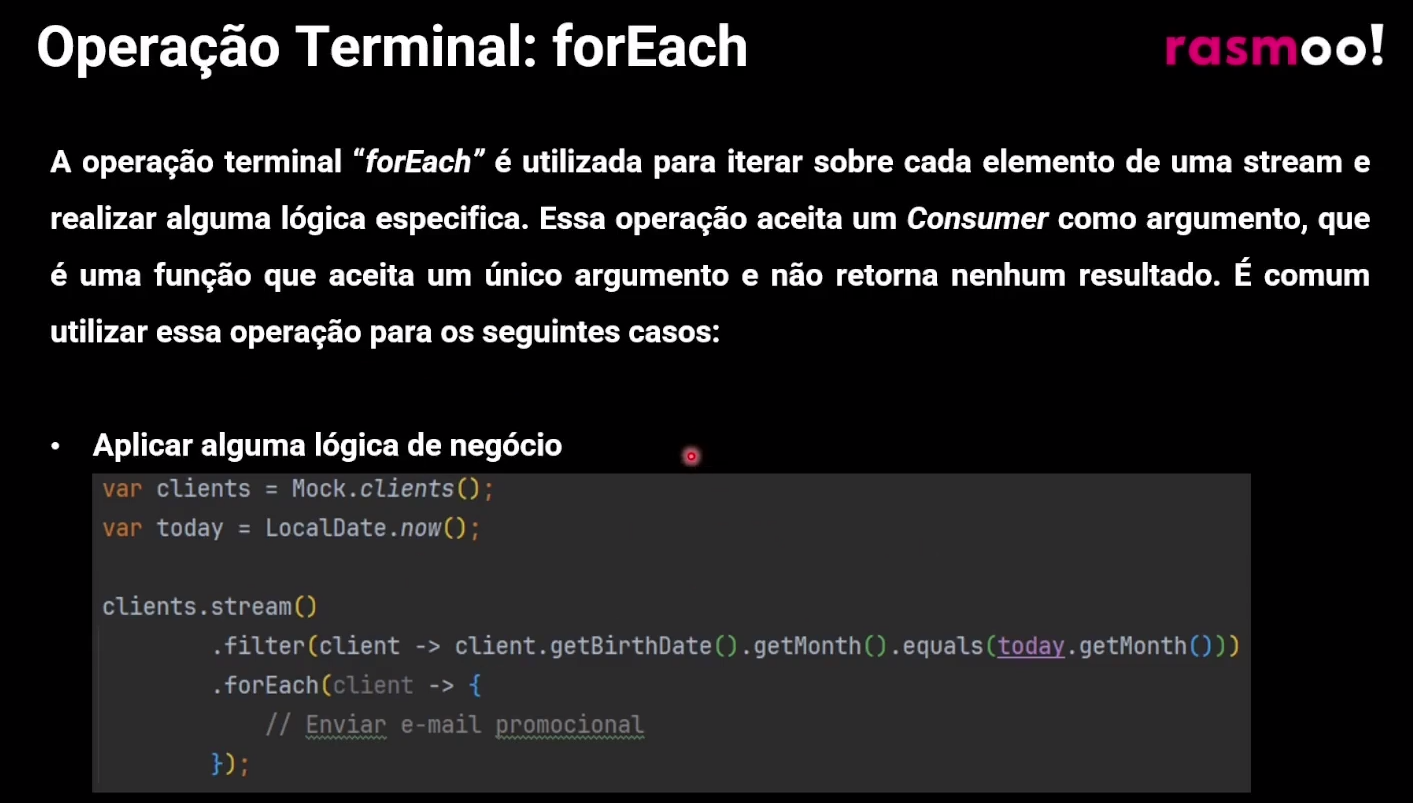 Operação Terminal: forEach
rasmoo!
A operação terminal “forEach” é utilizada para iterar sobre cada elemento de uma stream e
realizar alguma lógica especifica. Essa operação aceita um Consumer como argumento, que
é uma função que aceita um único argumento e não retorna nenhum resultado. É comum
utilizar essa operação para os seguintes casos:
• Aplicar alguma lógica de negócio
var clients = Mock.clients();
var today = LocalDate.now();
clients.stream()
.filter(client -> client.getBirthDate().getMonth().equals(today.getMonth()))
.forEach(client -> {
// Enviar e-mail promocional
});